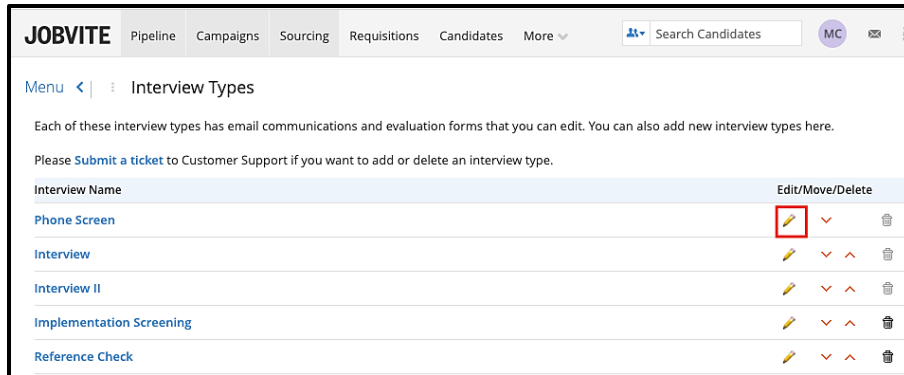 JOBVITE Pipeline Campaigns Sourcing Requisitions Candidates More Search Candidates MC
Menu Interview Types
Each of these interview types has email communications and evaluation forms that you can edit. You can also add new interview types here.
Please Submit a ticket to Customer Support if you want to add or delete an interview type.
Interview Name Edit/Move/Delete
Phone Screen
Interview
Interview II
Implementation Screening
Reference Check